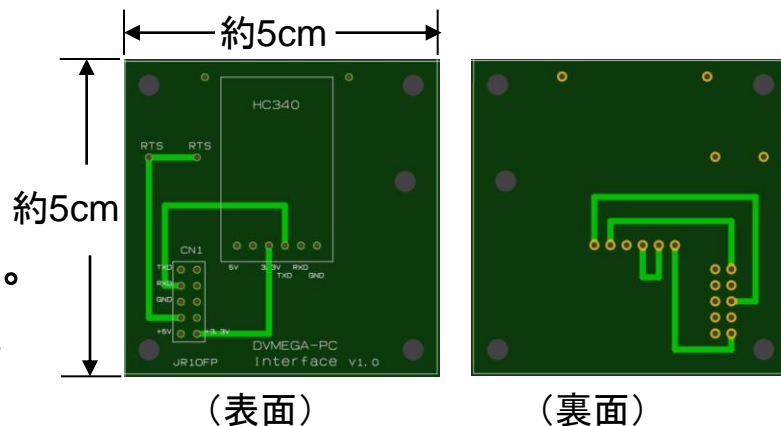 約5cm
約5cm
HC340
RTS RTS
CN1
5V 3.3V RXD
TXD GND
TXD
RXD
GND
+5V +3.3V
DVMEGA-PC
JR1OFP Interface V1.0
。
(表面) (裏面)